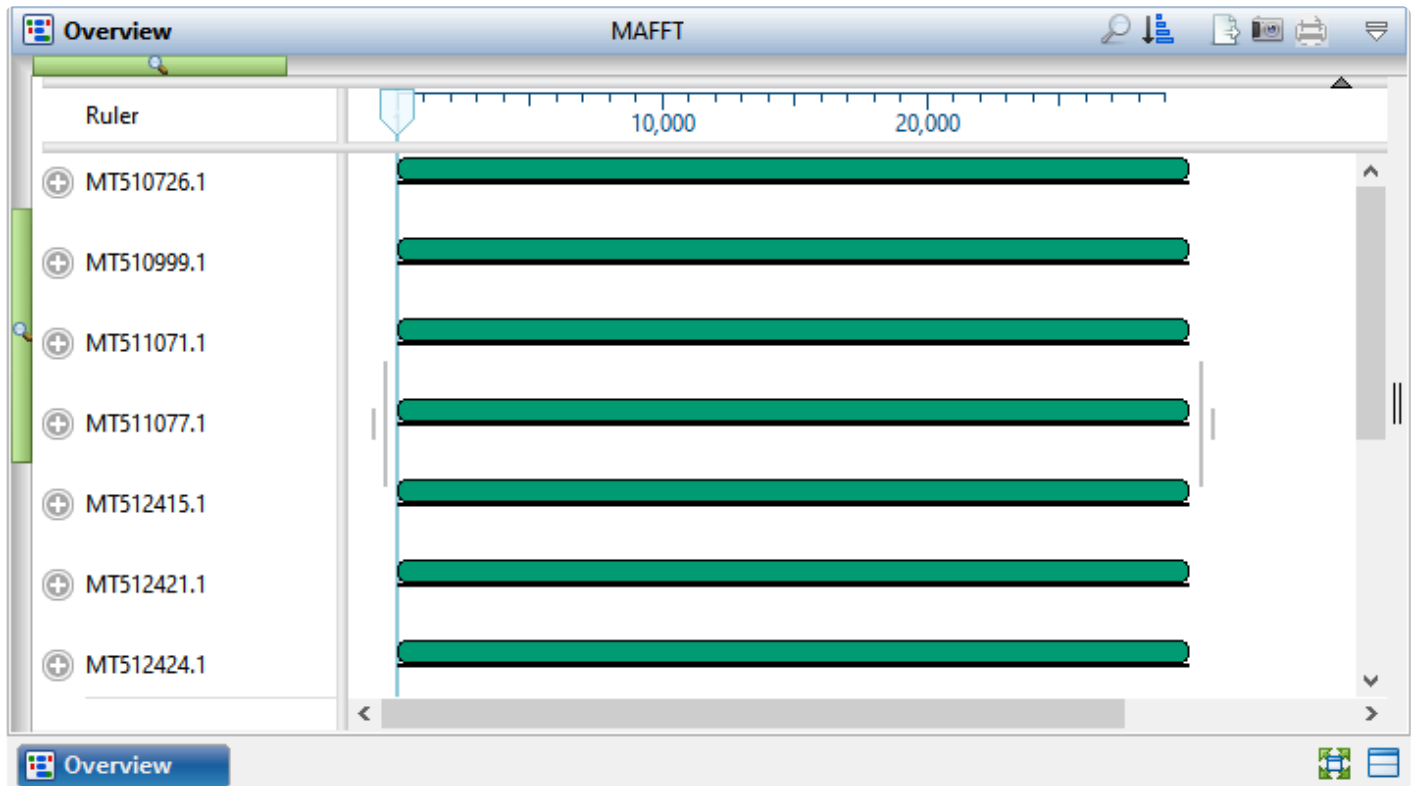 Overview MAFFT
Ruler
10,000 20,000
MT510726.1
MT510999.1
MT511071.1
MT511077.1
MT512415.1
MT512421.1
MT512424.1
Overview